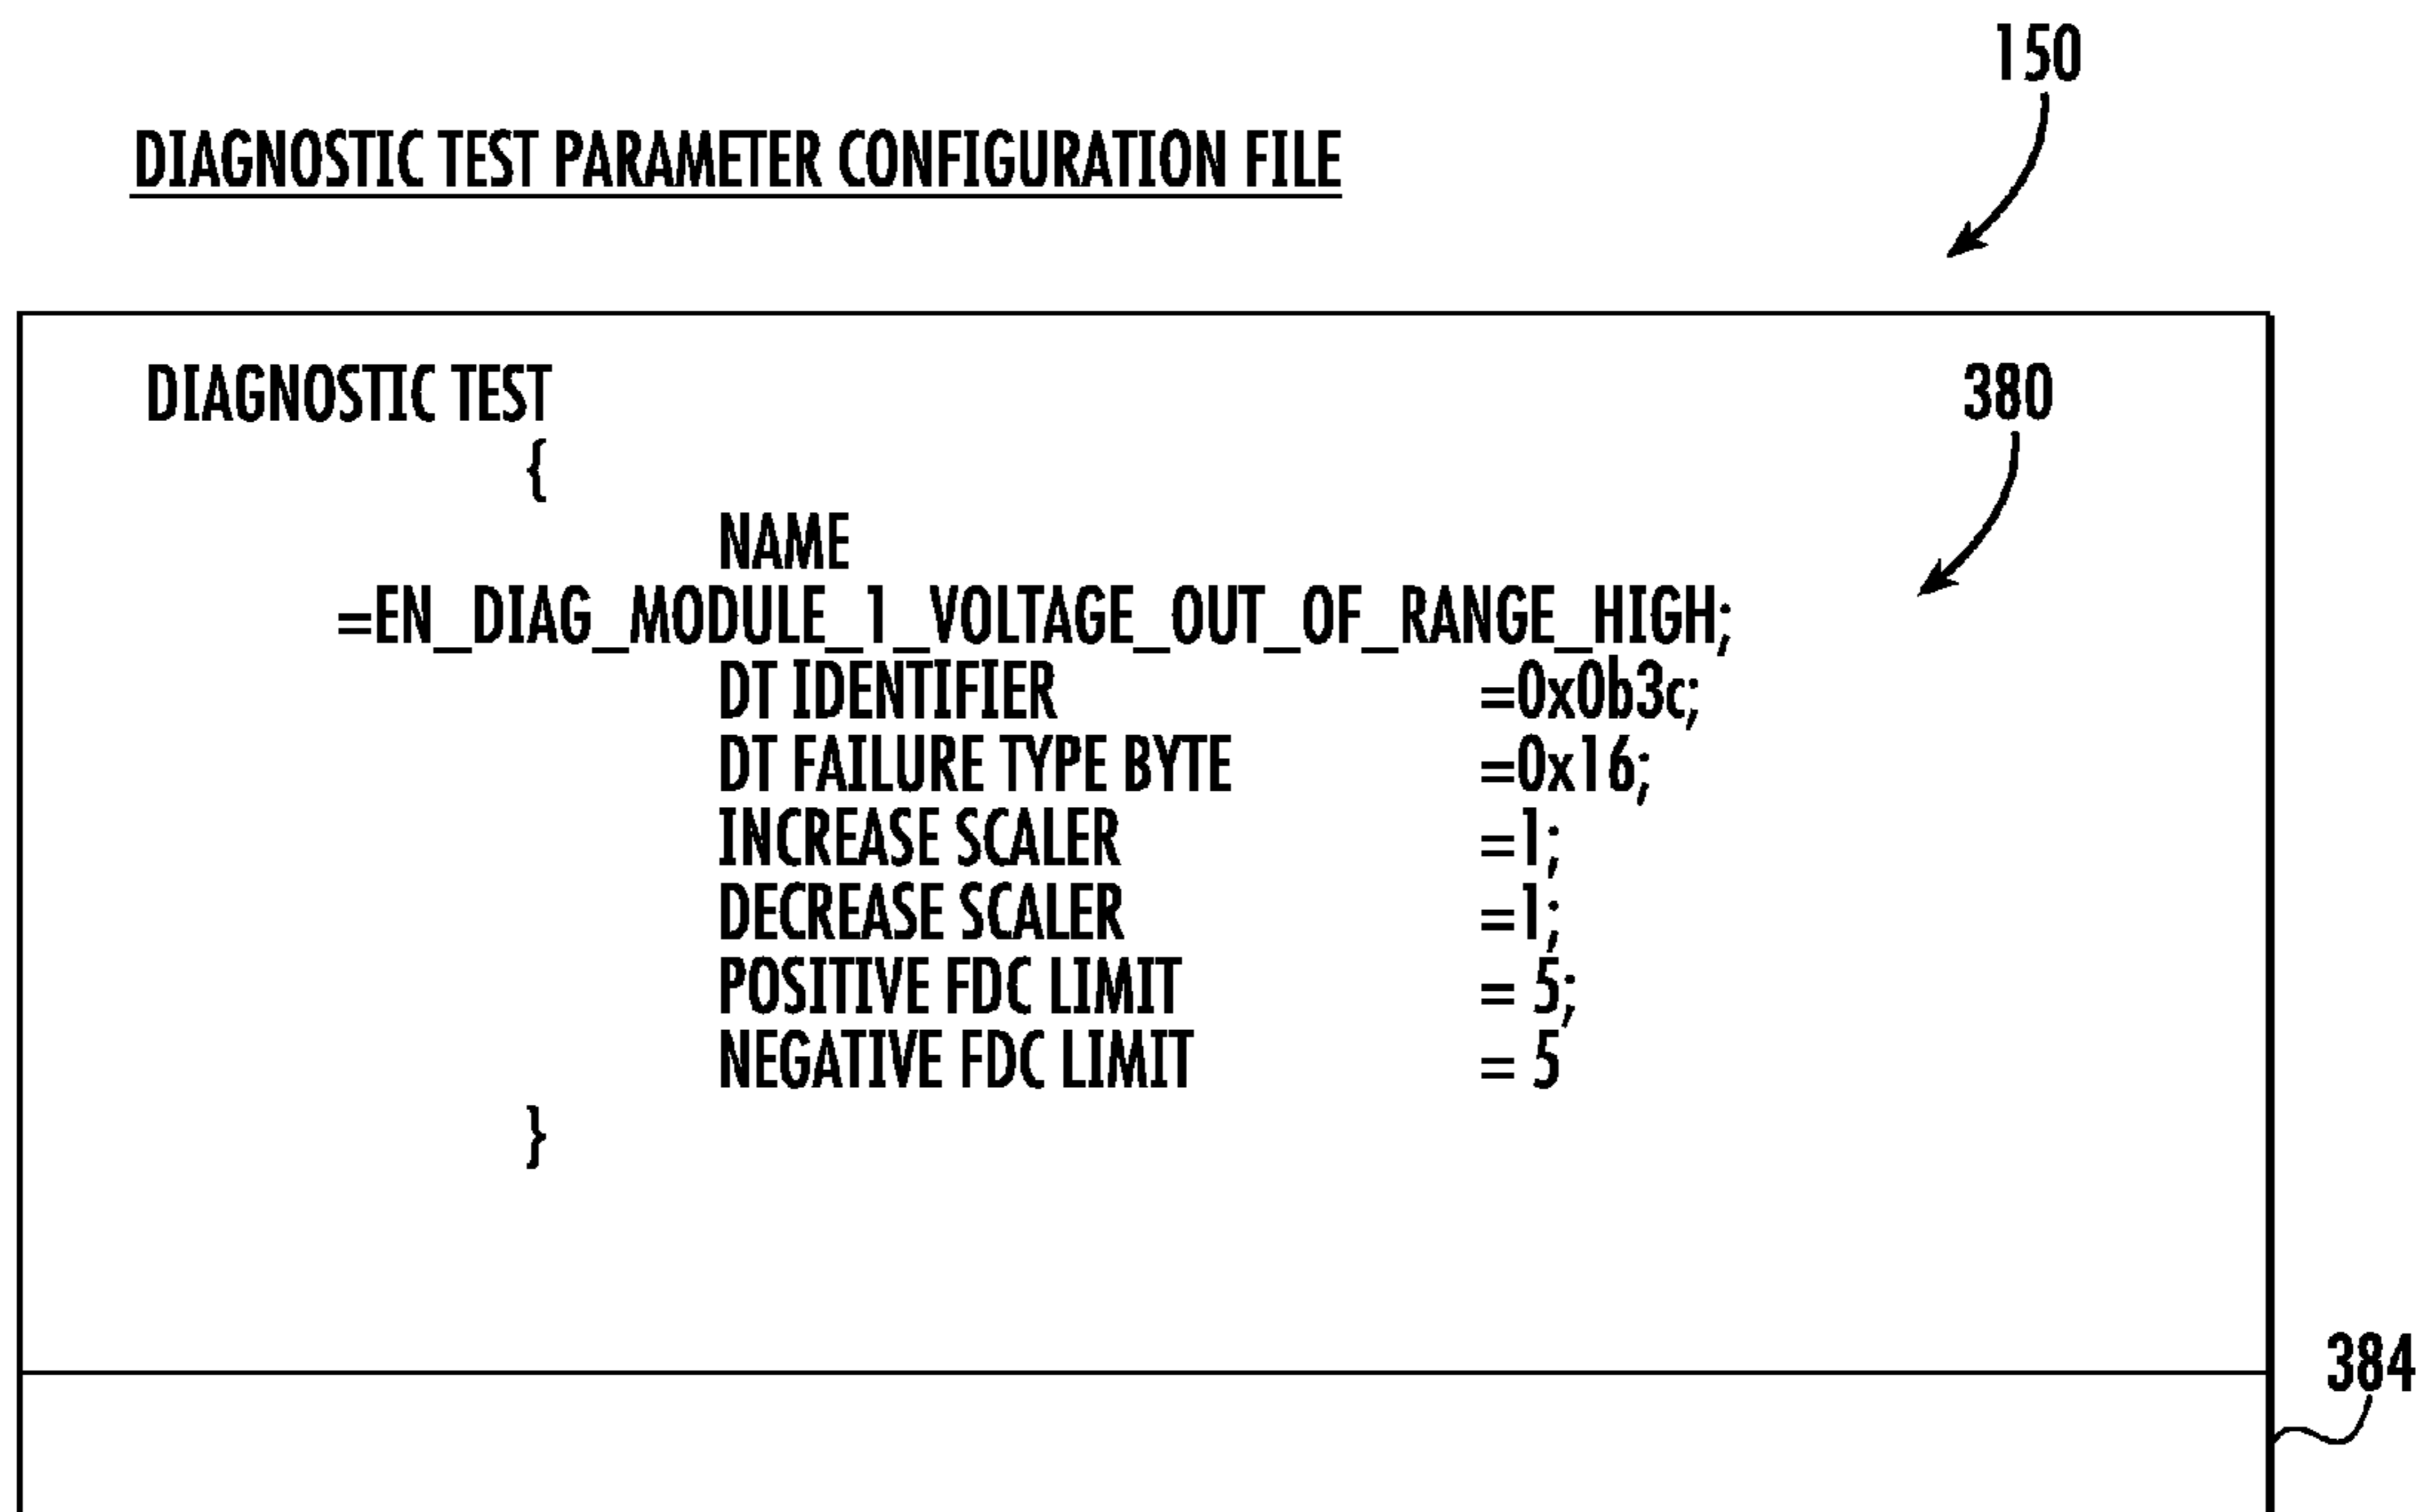 150
DIAGNOSTIC TEST PARAMETER CONFIGURATION FILE
DIAGNOSTIC TEST
380
{
NAME
=EN_DIAG_MODULE_1_VOLTAGE_OUT_OF_RANGE_HIGH;
DT IDENTIFIER =0x0b3c;
DT FAILURE TYPE BYTE =0x16;
INCREASE SCALER =1;
DECREASE SCALER =1;
POSITIVE FDC LIMIT = 5;
NEGATIVE FDC LIMIT = 5
}
384